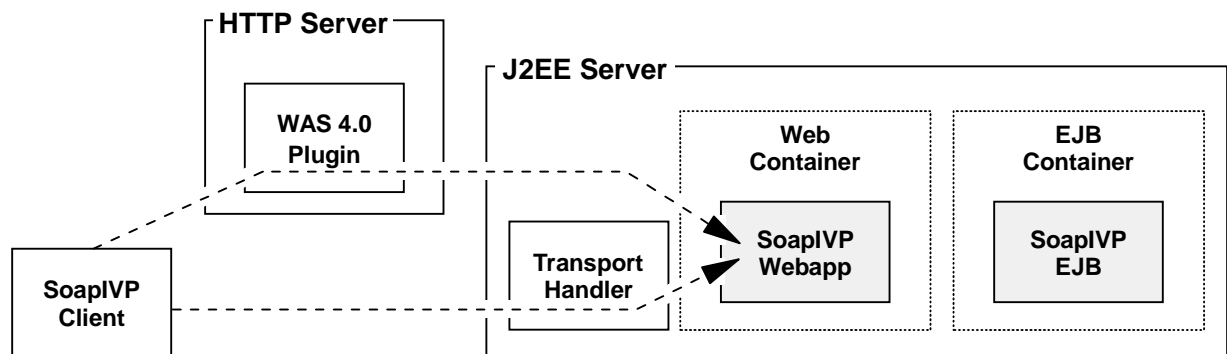 HTTP Server
J2EE Server
WAS 4.0
Plugin
Web
Container
EJB
Container
SoapIVP
Webapp
SoapIVP
EJB
Transport
Handler
SoapIVP
Client